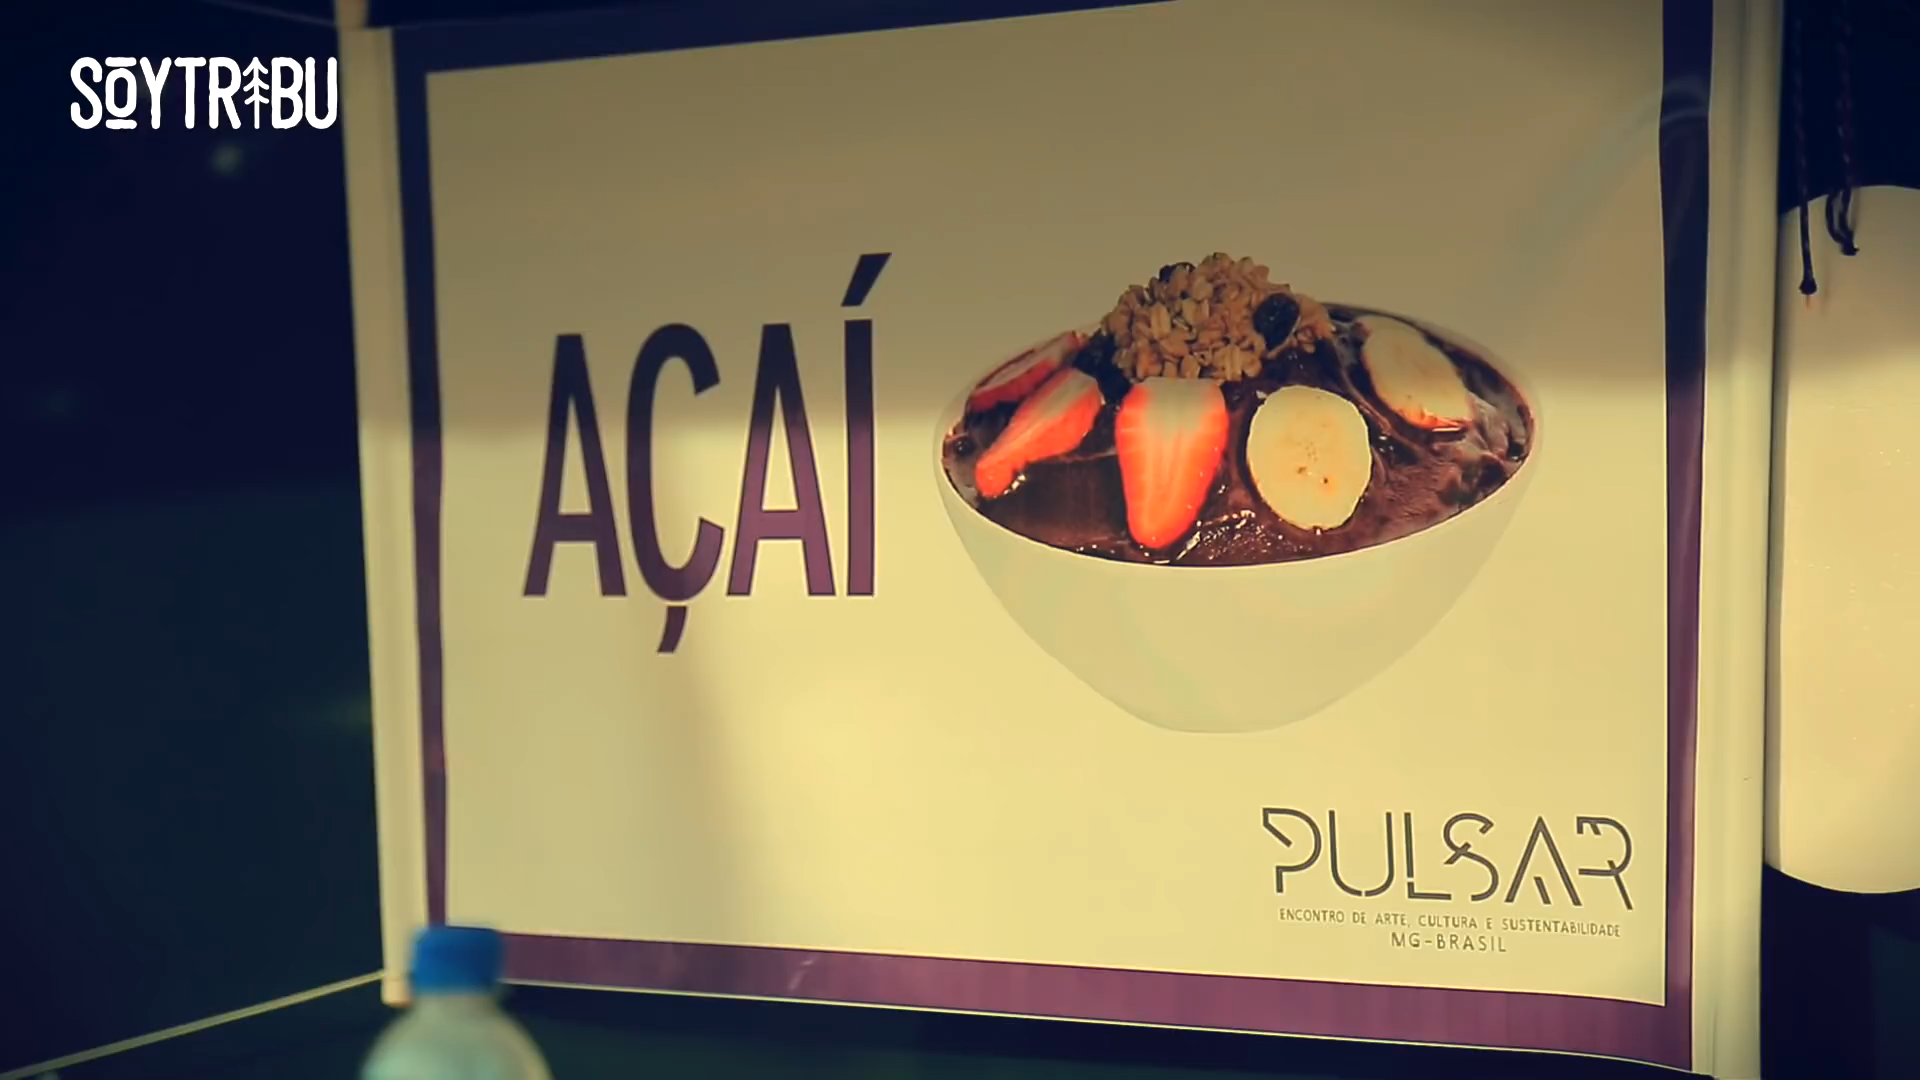 SOYTRIBU
AÇAÍ
PULSAR
ENCONTRO DE ARTE, CULTURA E SUSTENTABILIDADE
MG-BRASIL